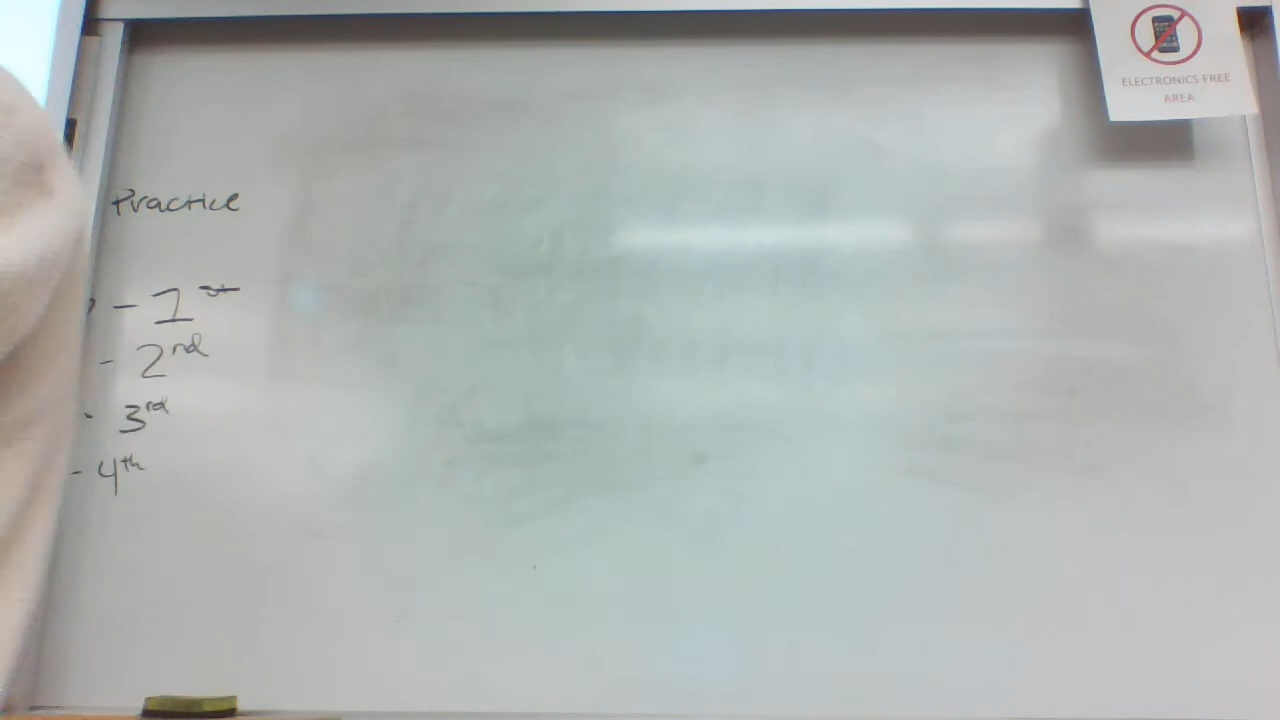 ELECTRONICS FREE
AREA
Practice
- 1st
- 2nd
- 3rd
- 4th